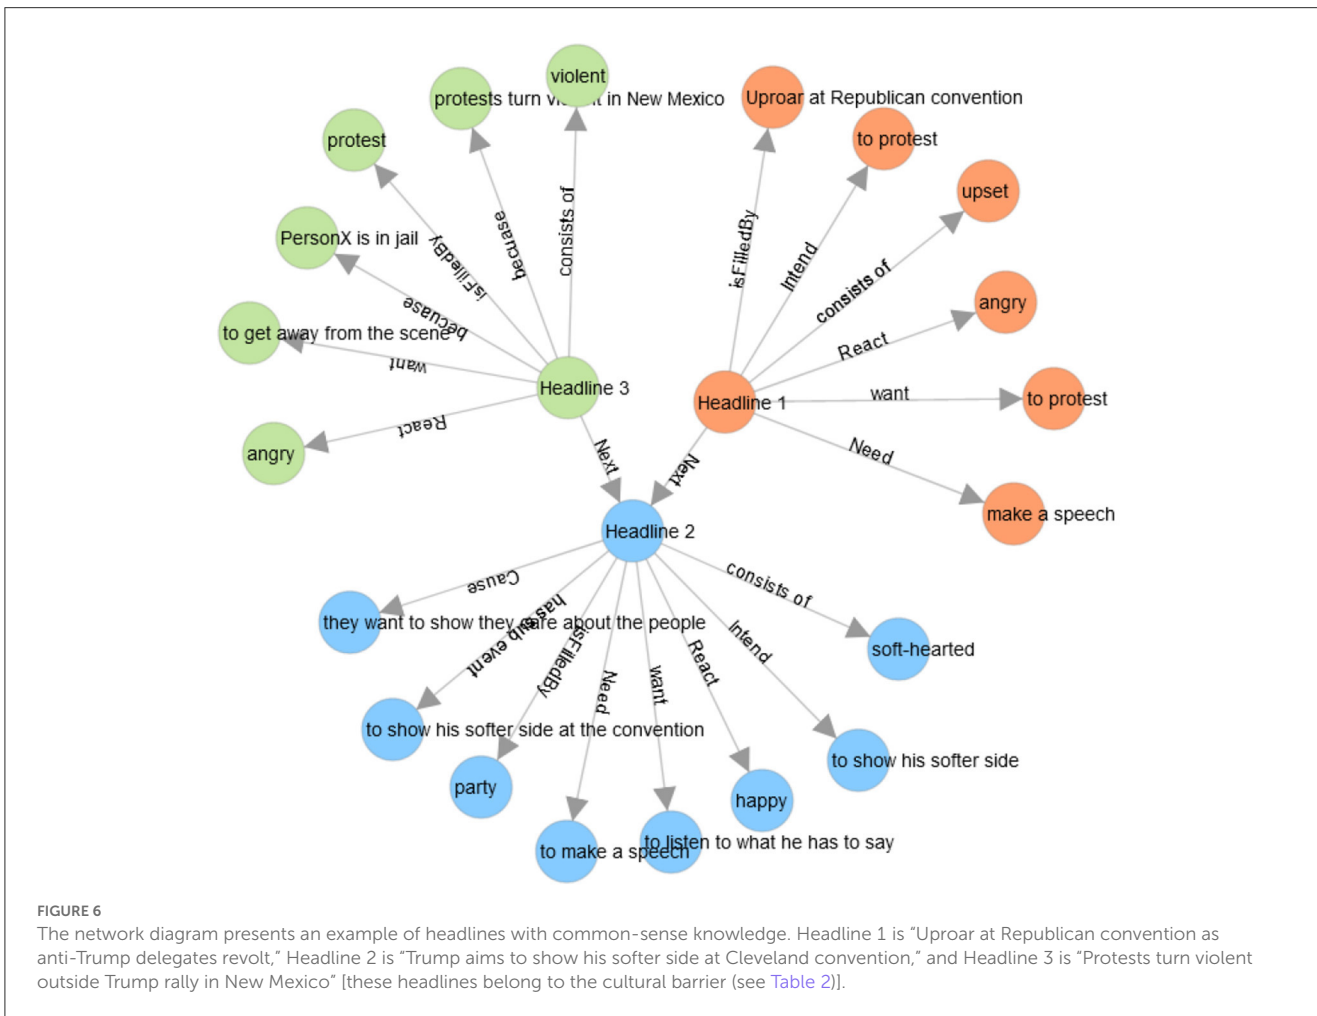 violent
protests turn violent in New Mexico
Uproar at Republican convention
protest
to protest
upset
PersonX is in jail
isFilledBy
becuase
consists of
isFilledBy
Intend
consists of
angry
to get away from the scene
becuase
want
React
want
Headline 3
Headline 1
to protest
React
angry
Next
Next
Need
make a speech
Headline 2
Cause
consists of
they want to show they care about the people
has sub event
isFilledBy
Need
want
React
Intend
soft-hearted
to show his softer side at the convention
to show his softer side
party
happy
to make a speech
to listen to what he has to say
FIGURE 6
The network diagram presents an example of headlines with common-sense knowledge. Headline 1 is “Uproar at Republican convention as
anti-Trump delegates revolt,” Headline 2 is “Trump aims to show his softer side at Cleveland convention,” and Headline 3 is “Protests turn violent
outside Trump rally in New Mexico” [these headlines belong to the cultural barrier (see Table 2)].